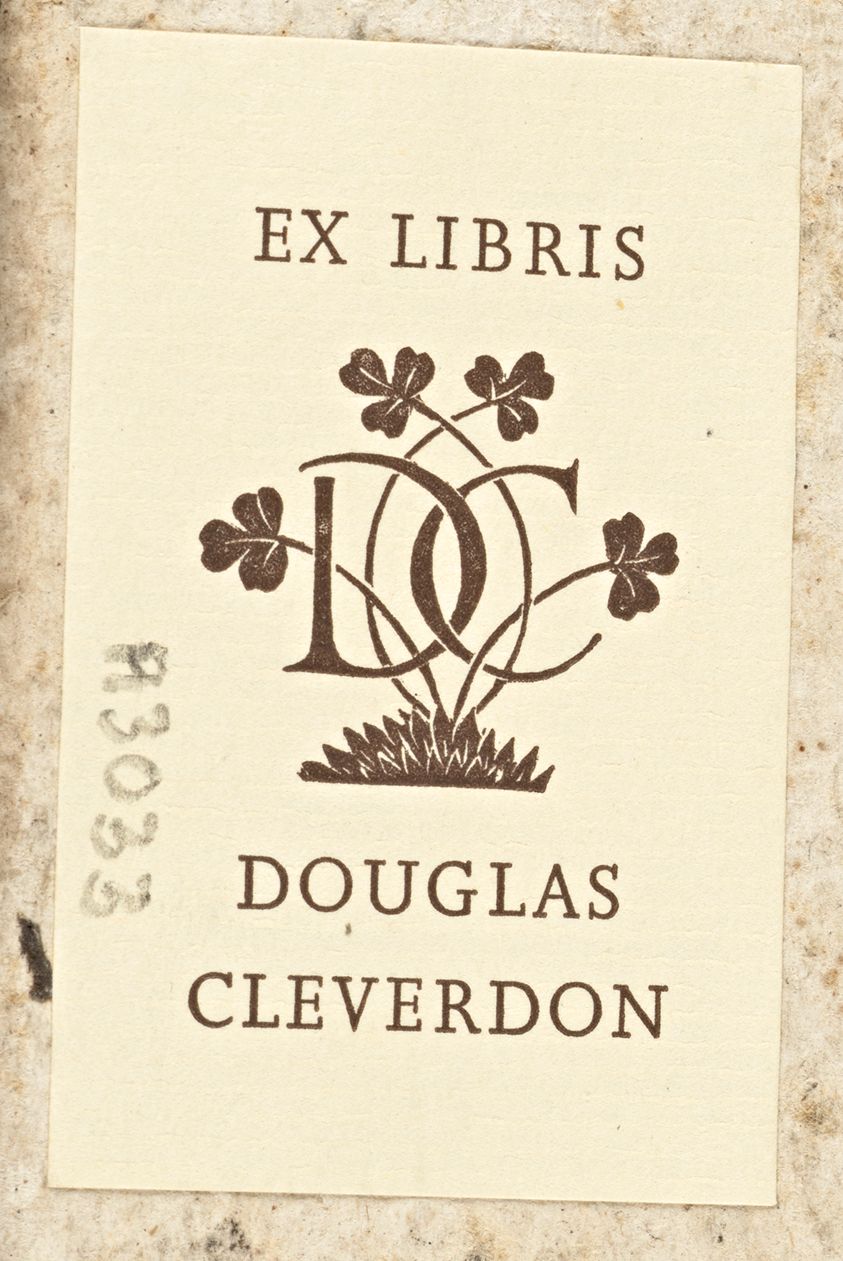 EX LIBRIS
DC
DOUGLAS
CLEVERDON
A3033